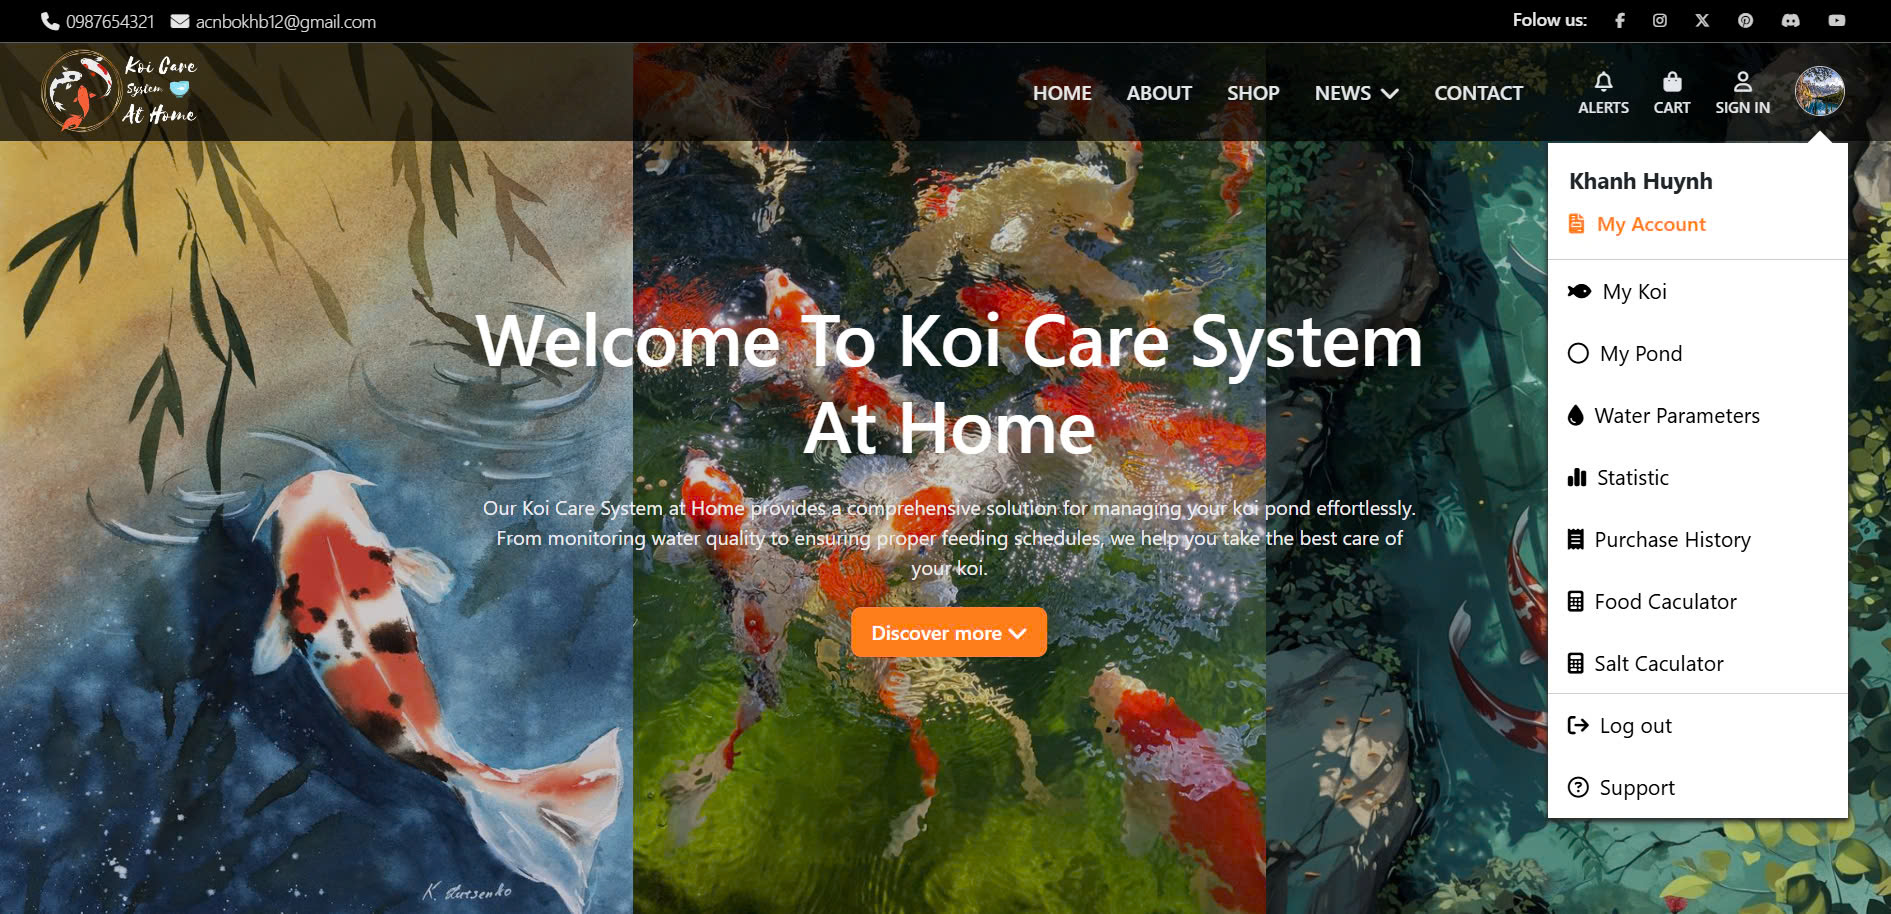 0987654321 acnbokhb12@gmail.com
Folow us:
Koi Care
System
At Home
HOME ABOUT SHOP NEWS CONTACT
ALERTS CART SIGN IN
Khanh Huynh
My Account
My Koi
My Pond
Water Parameters
Statistic
Purchase History
Food Caculator
Salt Caculator
Log out
Support
Welcome To Koi Care System
At Home
Our Koi Care System at Home provides a comprehensive solution for managing your koi pond effortlessly.
From monitoring water quality to ensuring proper feeding schedules, we help you take the best care of
your koi.
Discover more